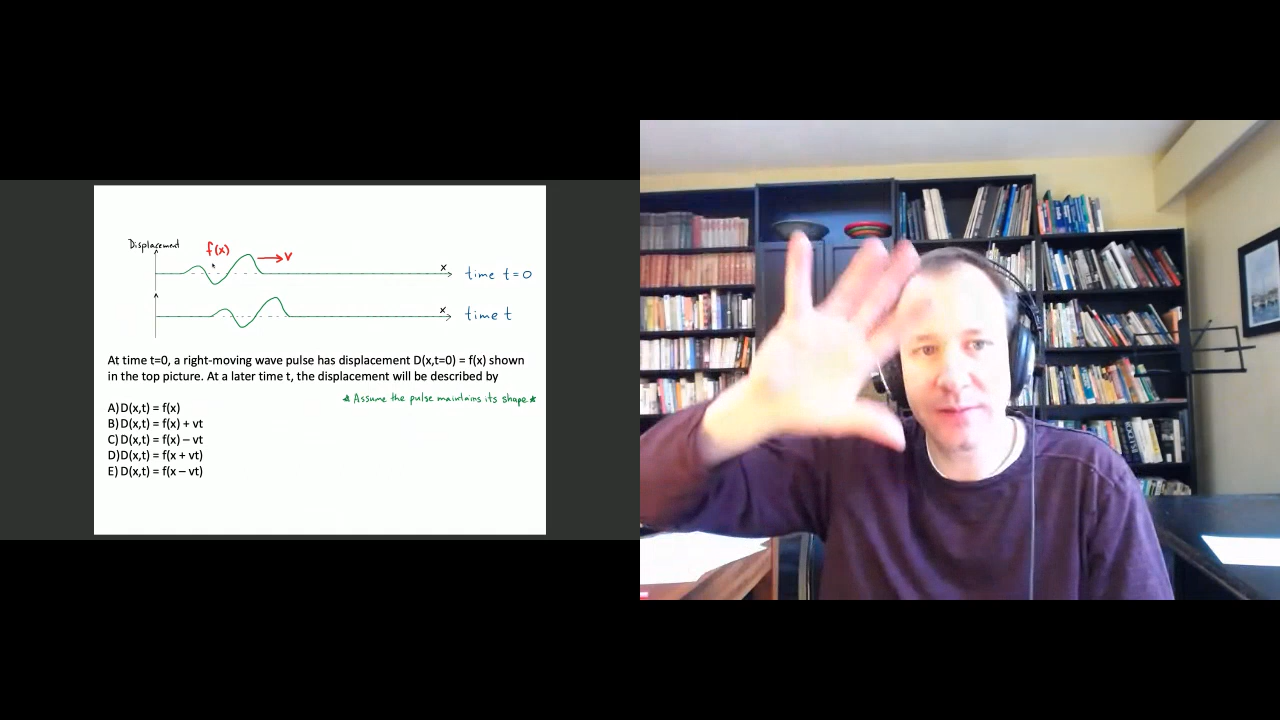 Displacement
f(x)
v
x
time t=0
x
time t
At time t=0, a right-moving wave pulse has displacement D(x,t=0) = f(x) shown
in the top picture. At a later time t, the displacement will be described by
* Assume the pulse maintains its shape *
A) D(x,t) = f(x)
B) D(x,t) = f(x) + vt
C) D(x,t) = f(x) – vt
D) D(x,t) = f(x + vt)
E) D(x,t) = f(x – vt)